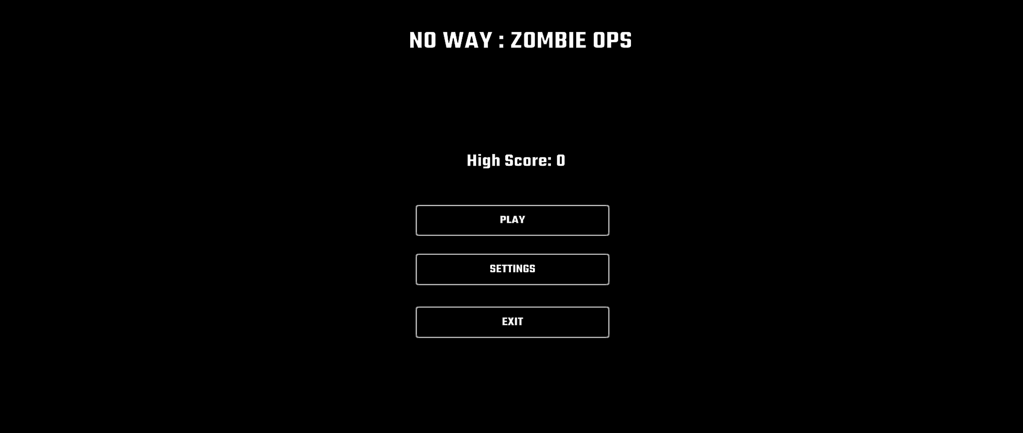 NO WAY : ZOMBIE OPS
High Score: 0
PLAY
SETTINGS
EXIT